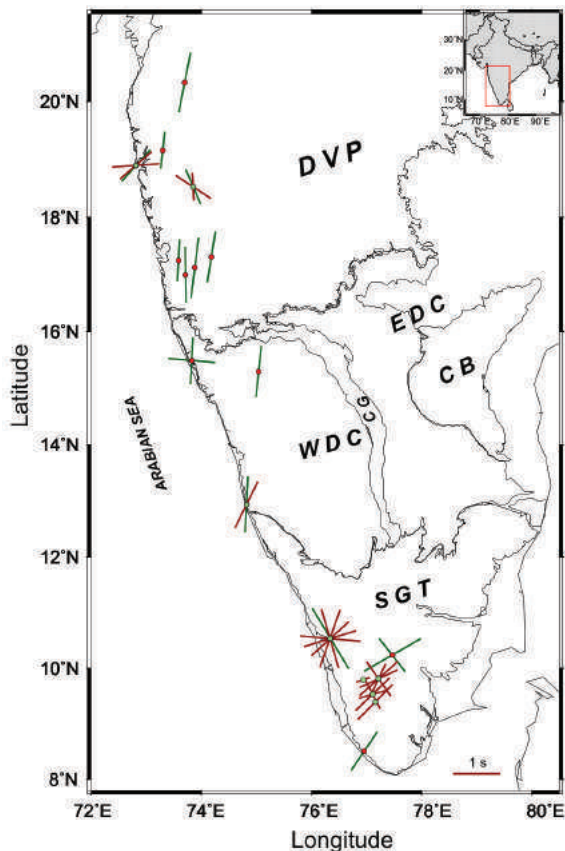 30˚N
20˚N
10˚N
70˚E 80˚E 90˚E
20˚N
18˚N
16˚N
14˚N
12˚N
10˚N
8˚N
Latitude
DVP
EDC
CB
CG
WDC
ARABIAN SEA
SGT
1 s
72˚E 74˚E 76˚E 78˚E 80˚E
Longitude